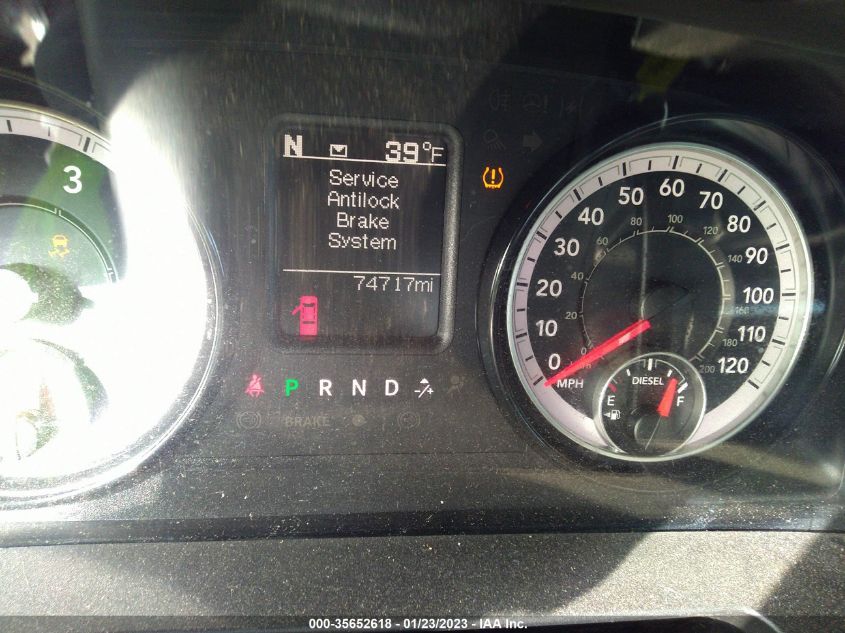 N 39°F
Service
Antilock
Brake
System
74717mi
3
P R N D -/+
BRAKE
0 10 20 30 40 50 60 70 80 90 100 110 120
MPH
20 40 60 80 100 120 140 160 180 200
DIESEL
E F
000-35652618 - 01/23/2023 - IAA Inc.